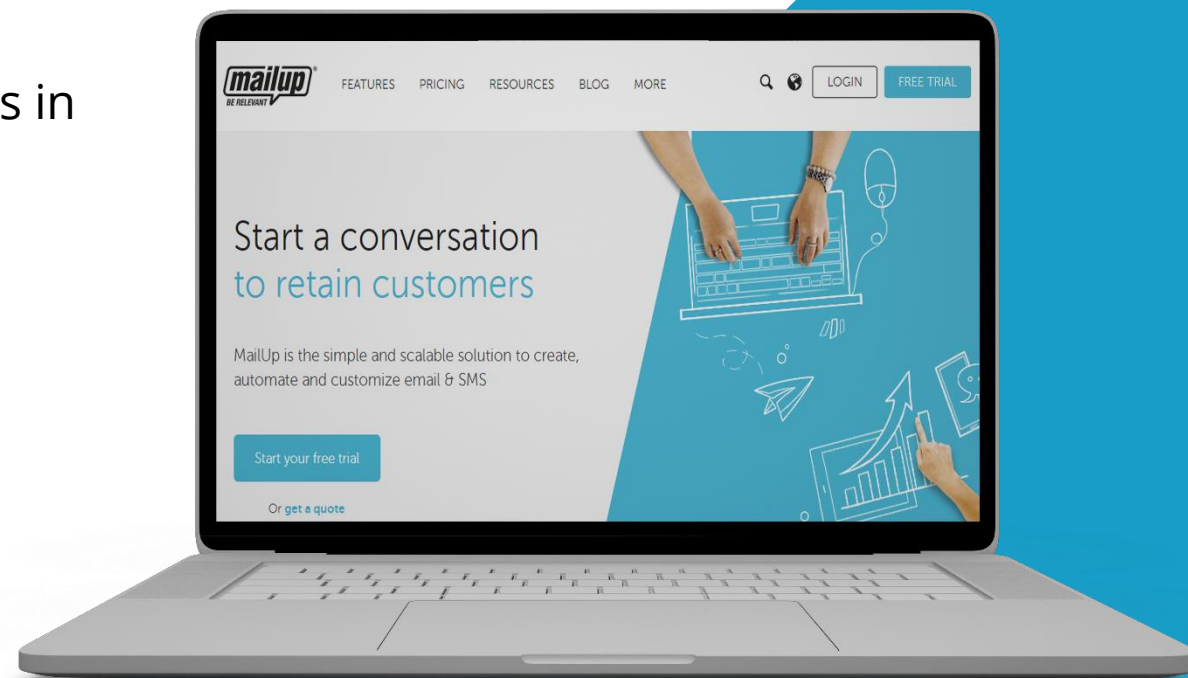 s in
mailup®
BE RELEVANT
FEATURES PRICING RESOURCES BLOG MORE LOGIN FREE TRIAL
Start a conversation
to retain customers
MailUp is the simple and scalable solution to create,
automate and customize email & SMS
Start your free trial
Or get a quote